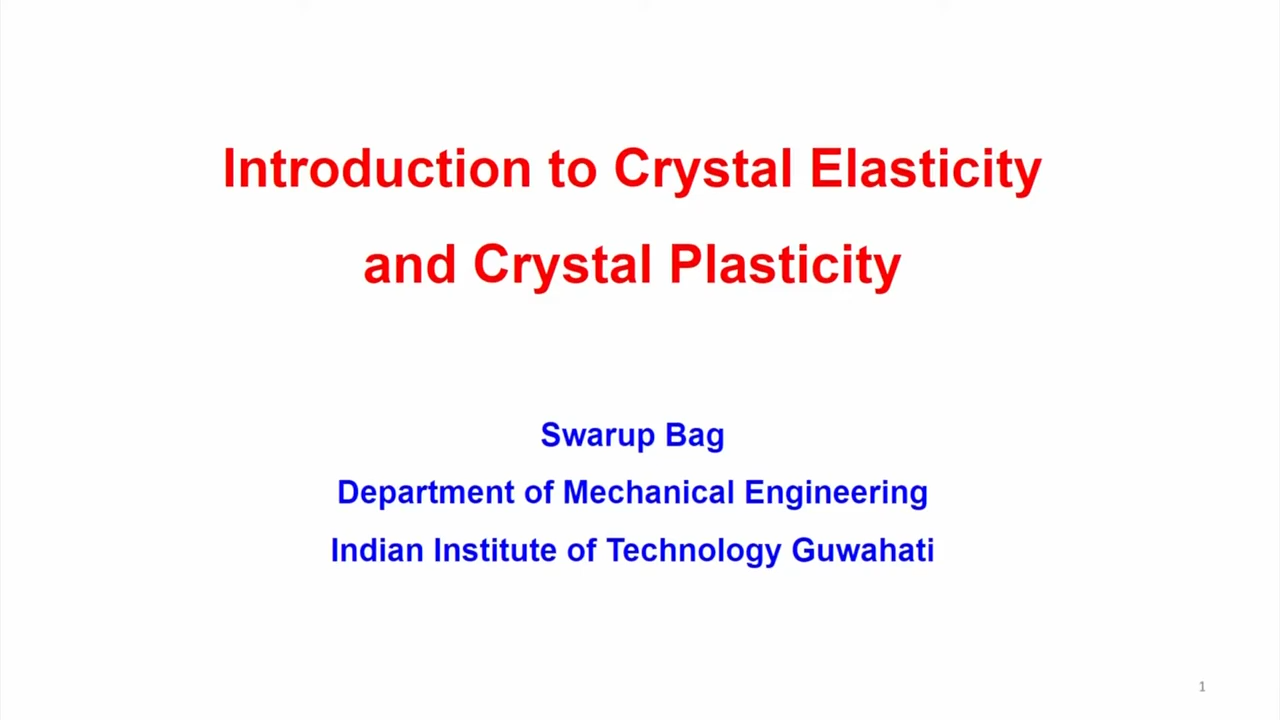 Introduction to Crystal Elasticity
and Crystal Plasticity
Swarup Bag
Department of Mechanical Engineering
Indian Institute of Technology Guwahati
1